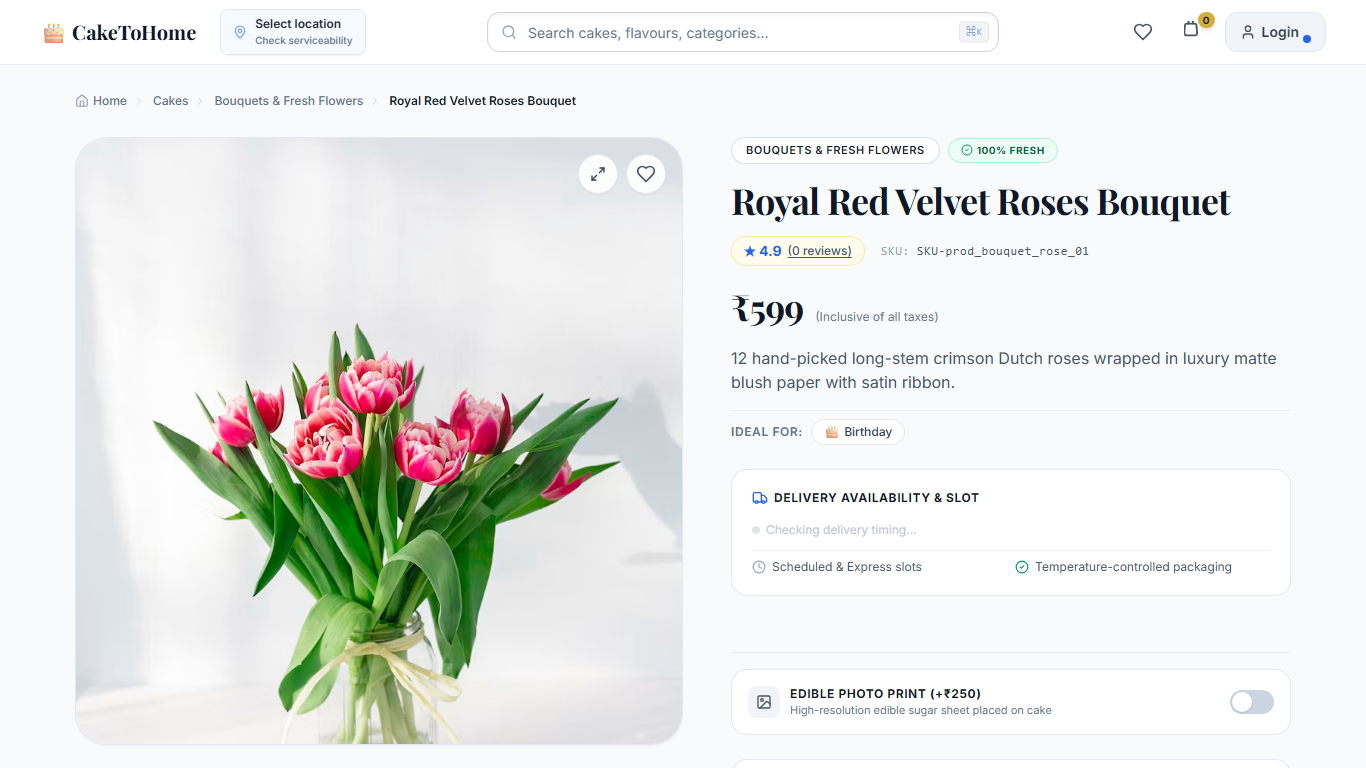 CakeToHome
Select location
Check serviceability
Search cakes, flavours, categories...
⌘K
0
Login
Home
Cakes
Bouquets & Fresh Flowers
Royal Red Velvet Roses Bouquet
BOUQUETS & FRESH FLOWERS
100% FRESH
Royal Red Velvet Roses Bouquet
★ 4.9 (0 reviews)
SKU: SKU-prod_bouquet_rose_01
₹599 (Inclusive of all taxes)
12 hand-picked long-stem crimson Dutch roses wrapped in luxury matte
blush paper with satin ribbon.
IDEAL FOR:
Birthday
DELIVERY AVAILABILITY & SLOT
Checking delivery timing...
Scheduled & Express slots
Temperature-controlled packaging
EDIBLE PHOTO PRINT (+₹250)
High-resolution edible sugar sheet placed on cake